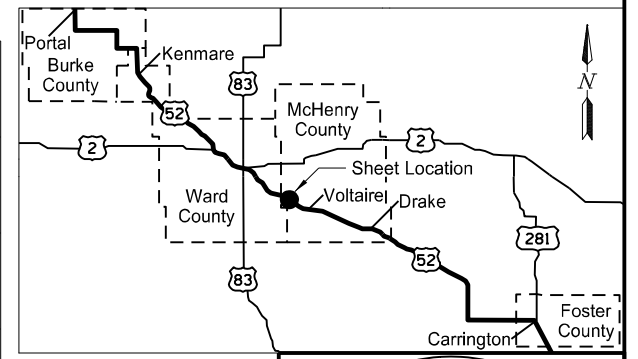 Portal
Burke
County
Kenmare
83
52
McHenry
County
N
2
2
Sheet Location
Ward
County
Voltaire
Drake
281
52
83
Foster
County
Carrington